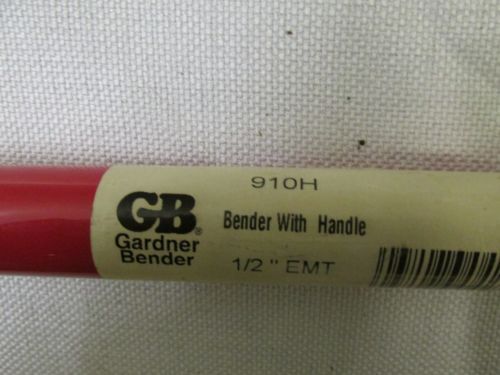 910H
GB®
Gardner
Bender
Bender With Handle
1/2" EMT